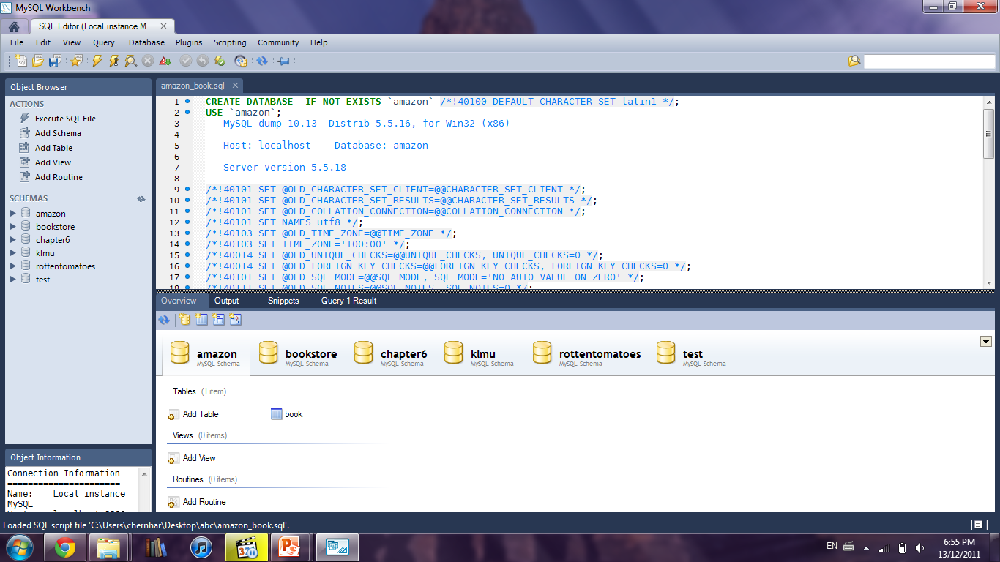 MySQL Workbench
SQL Editor (Local instance M...
File Edit View Query Database Plugins Scripting Community Help
Object Browser
ACTIONS
Execute SQL File
Add Schema
Add Table
Add View
Add Routine
SCHEMAS
amazon
bookstore
chapter6
klmu
rottentomatoes
test
Object Information
Connection Information
======================
Name: Local instance
MySQL
amazon_book.sql
1 CREATE DATABASE  IF NOT EXISTS `amazon` /*!40100 DEFAULT CHARACTER SET latin1 */;
2 USE `amazon`;
3 -- MySQL dump 10.13  Distrib 5.5.16, for Win32 (x86)
4 --
5 -- Host: localhost    Database: amazon
6 -- ------------------------------------------------------
7 -- Server version 5.5.18
8
9 /*!40101 SET @OLD_CHARACTER_SET_CLIENT=@@CHARACTER_SET_CLIENT */;
10 /*!40101 SET @OLD_CHARACTER_SET_RESULTS=@@CHARACTER_SET_RESULTS */;
11 /*!40101 SET @OLD_COLLATION_CONNECTION=@@COLLATION_CONNECTION */;
12 /*!40101 SET NAMES utf8 */;
13 /*!40103 SET @OLD_TIME_ZONE=@@TIME_ZONE */;
14 /*!40103 SET TIME_ZONE='+00:00' */;
15 /*!40014 SET @OLD_UNIQUE_CHECKS=@@UNIQUE_CHECKS, UNIQUE_CHECKS=0 */;
16 /*!40014 SET @OLD_FOREIGN_KEY_CHECKS=@@FOREIGN_KEY_CHECKS, FOREIGN_KEY_CHECKS=0 */;
17 /*!40101 SET @OLD_SQL_MODE=@@SQL_MODE, SQL_MODE='NO_AUTO_VALUE_ON_ZERO' */;
18 /*!40111 SET @OLD_SQL_NOTES=@@SQL_NOTES, SQL_NOTES=0 */;
Overview Output Snippets Query 1 Result
amazon bookstore chapter6 klmu rottentomatoes test
MySQL Schema MySQL Schema MySQL Schema MySQL Schema MySQL Schema MySQL Schema
Tables (1 item)
Add Table book
Views (0 items)
Add View
Routines (0 items)
Add Routine
Loaded SQL script file 'C:\Users\chernhar\Desktop\abc\amazon_book.sql'.
EN 6:55 PM
13/12/2011